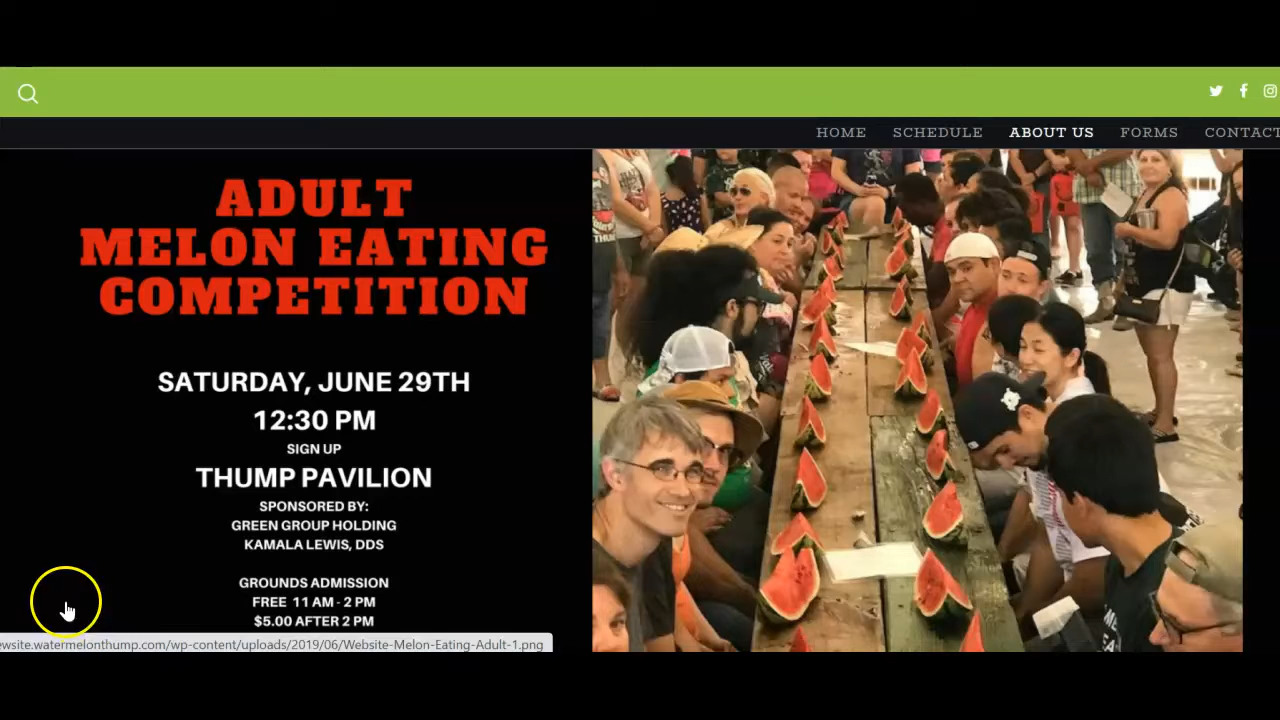 HOME SCHEDULE ABOUT US FORMS CONTACT
ADULT
MELON EATING
COMPETITION
SATURDAY, JUNE 29TH
12:30 PM
SIGN UP
THUMP PAVILION
SPONSORED BY:
GREEN GROUP HOLDING
KAMALA LEWIS, DDS
GROUNDS ADMISSION
FREE 11 AM - 2 PM
$5.00 AFTER 2 PM
ewsite.watermelonthump.com/wp-content/uploads/2019/06/Website-Melon-Eating-Adult-1.png